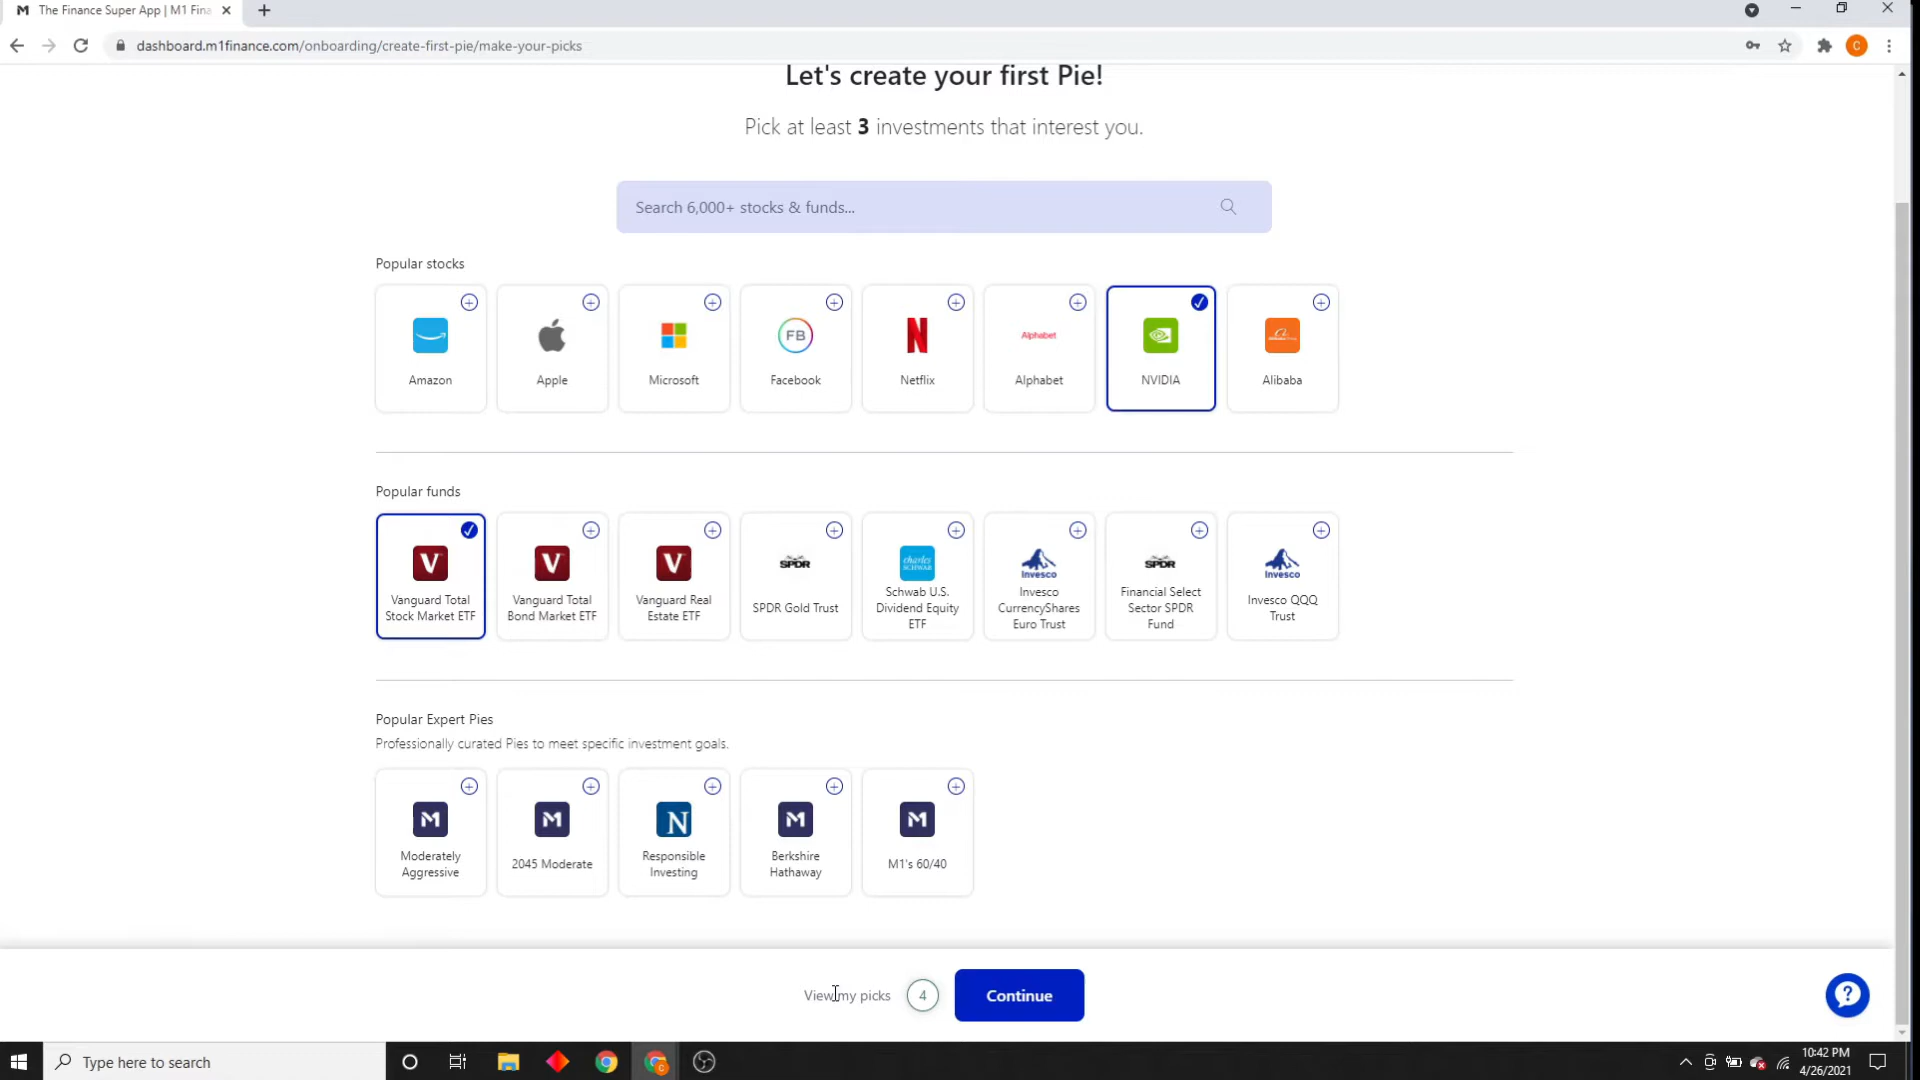 The Finance Super App | M1 Fina
dashboard.m1finance.com/onboarding/create-first-pie/make-your-picks
C
Let's create your first Pie!
Pick at least 3 investments that interest you.
Search 6,000+ stocks & funds...
Popular stocks
FB
N
Alphabet
Amazon
Apple
Microsoft
Facebook
Netflix
Alphabet
NVIDIA
Alibaba
Popular funds
V
Vanguard Total
Stock Market ETF
V
Vanguard Total
Bond Market ETF
V
Vanguard Real
Estate ETF
SPDR
SPDR Gold Trust
charles
SCHWAB
Schwab U.S.
Dividend Equity
ETF
Invesco
Invesco
CurrencyShares
Euro Trust
SPDR
Financial Select
Sector SPDR
Fund
Invesco
Invesco QQQ
Trust
Popular Expert Pies
Professionally curated Pies to meet specific investment goals.
M
Moderately
Aggressive
M
2045 Moderate
N
Responsible
Investing
M
Berkshire
Hathaway
M
M1's 60/40
View my picks
4
Continue
?
Type here to search
10:42 PM
4/26/2021